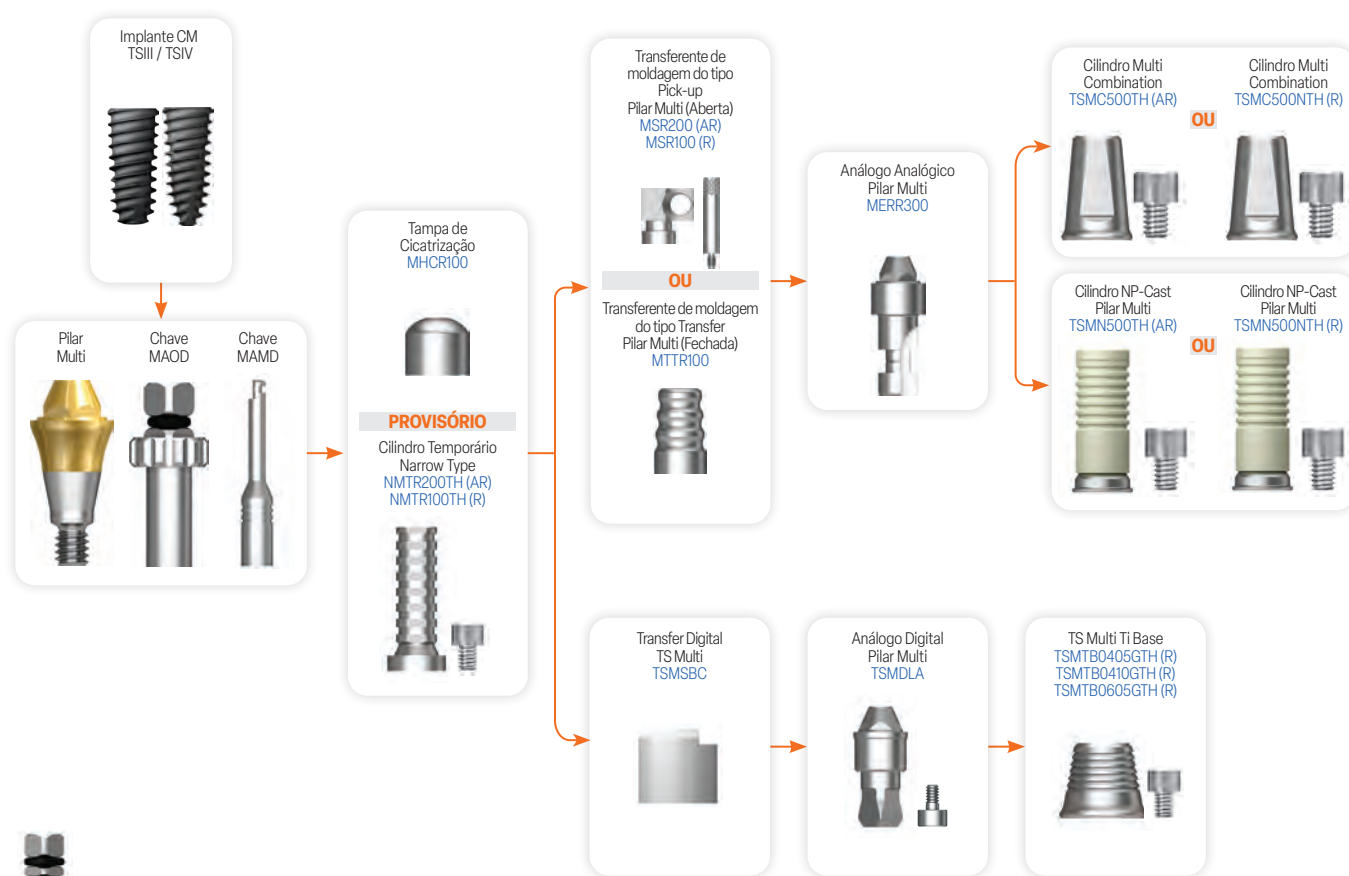 Implante CM
TSIII / TSIV
Pilar
Multi
Chave
MAOD
Chave
MAMD
Tampa de
Cicatrização
MHCR100
PROVISÓRIO
Cilindro Temporário
Narrow Type
NMTR200TH (AR)
NMTR100TH (R)
Transferente de
moldagem do tipo
Pick-up
Pilar Multi (Aberta)
MSR200 (AR)
MSR100 (R)
OU
Transferente de moldagem
do tipo Transfer
Pilar Multi (Fechada)
MTTR100
Análogo Analógico
Pilar Multi
MERR300
Cilindro Multi
Combination
TSMC500TH (AR)
OU
Cilindro Multi
Combination
TSMC500NTH (R)
Cilindro NP-Cast
Pilar Multi
TSMN500TH (AR)
OU
Cilindro NP-Cast
Pilar Multi
TSMN500NTH (R)
Transfer Digital
TS Multi
TSMSBC
Análogo Digital
Pilar Multi
TSMDLA
TS Multi Ti Base
TSMTB0405GTH (R)
TSMTB0410GTH (R)
TSMTB0605GTH (R)